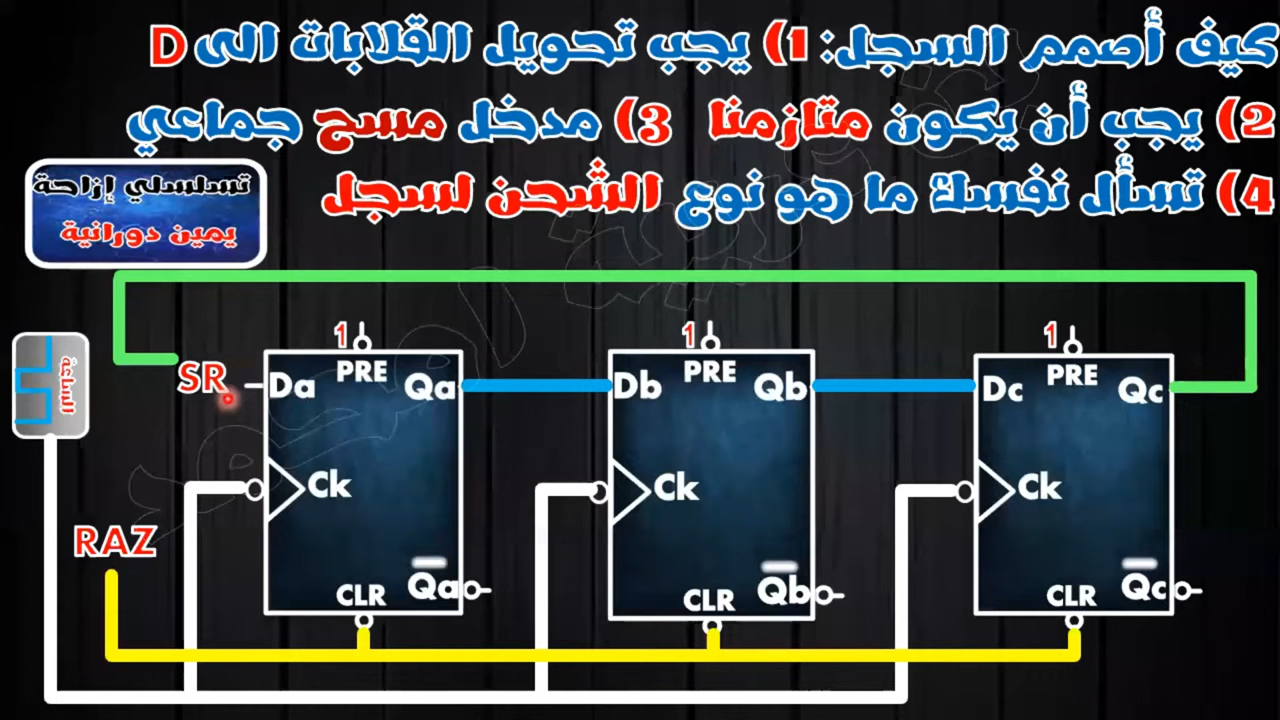 كيف أصمم السجل: 1) يجب تحويل القلابات الى D
2) يجب أن يكون متازمنا 3) مدخل مسح جماعي
4) تسأل نفسك ما هو نوع الشحن لسجل
تسلسلي إزاحة
يمين دورانية
الساعة
SR
RAZ
1
PRE
Da
Qa
Ck
CLR
Qa
1
PRE
Db
Qb
Ck
CLR
Qb
1
PRE
Dc
Qc
Ck
CLR
Qc